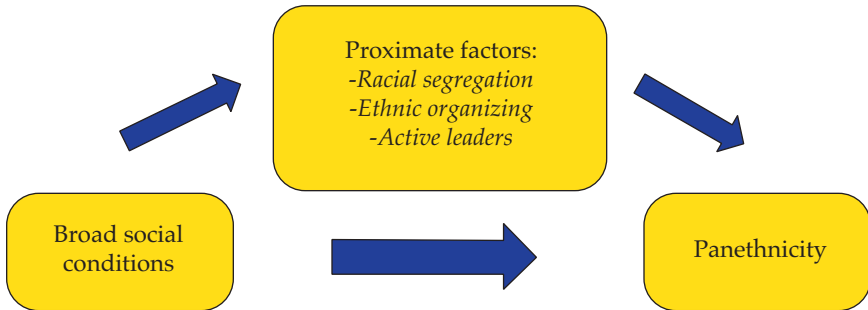 Proximate factors:
-Racial segregation
-Ethnic organizing
-Active leaders
Broad social
conditions
Panethnicity